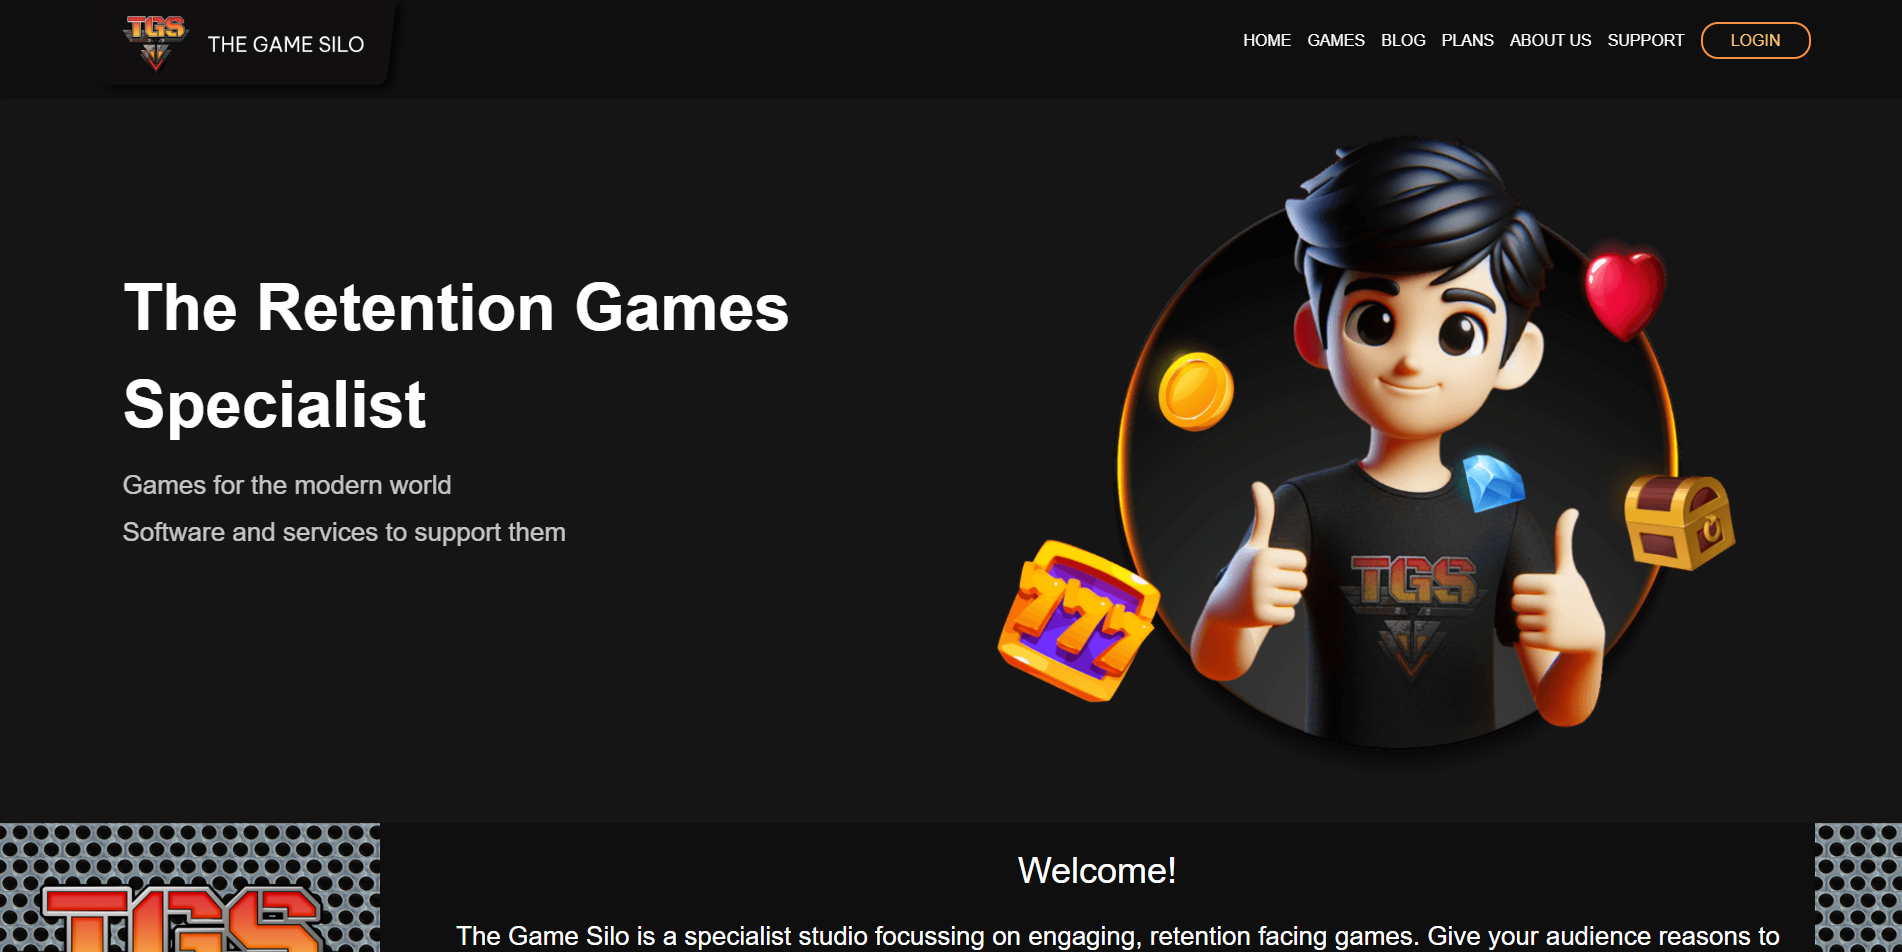 TGS
THE GAME SILO
HOME GAMES BLOG PLANS ABOUT US SUPPORT LOGIN
The Retention Games
Specialist
Games for the modern world
Software and services to support them
777
TGS
Welcome!
TGS
The Game Silo is a specialist studio focussing on engaging, retention facing games. Give your audience reasons to